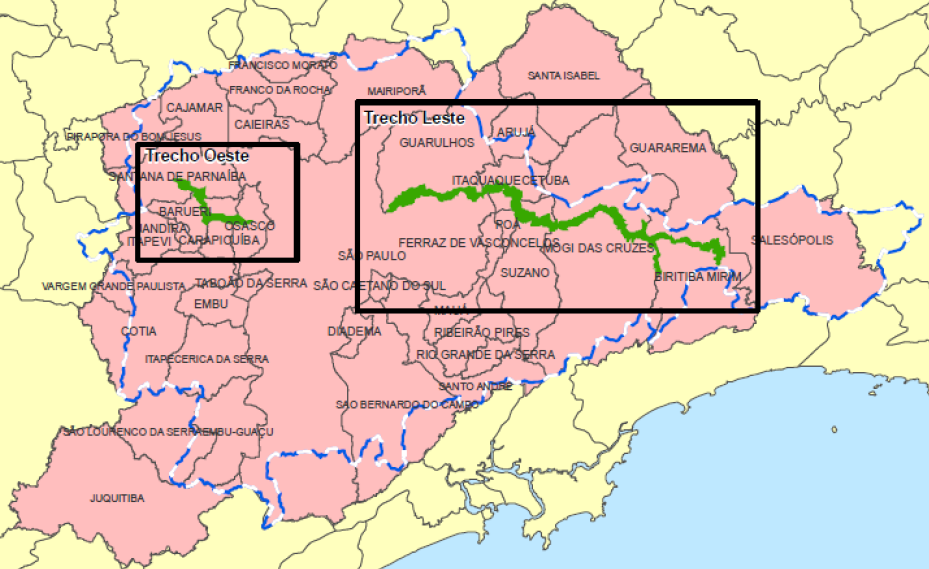 FRANCISCO MORATO
SANTA ISABEL
FRANCO DA ROCHA
MAIRIPORÃ
CAJAMAR
Trecho Leste
CAIEIRAS
ARUJÁ
PIRAPORA DO BOM JESUS
GUARULHOS
GUARAREMA
Trecho Oeste
SANTANA DE PARNAÍBA
ITAQUAQUECETUBA
BARUERI
POÁ
OSASCO
JANDIRA
ITAPEVI
CARAPICUÍBA
FERRAZ DE VASCONCELOS
MOGI DAS CRUZES
SALESÓPOLIS
SÃO PAULO
SUZANO
BIRITIBA MIRIM
VARGEM GRANDE PAULISTA
TABOÃO DA SERRA
SÃO CAETANO DO SUL
EMBU
MAUÁ
COTIA
DIADEMA
RIBEIRÃO PIRES
ITAPECERICA DA SERRA
RIO GRANDE DA SERRA
SANTO ANDRÉ
SAO BERNARDO DO CAMPO
SÃO LOURENÇO DA SERRA
EMBU-GUAÇU
JUQUITIBA